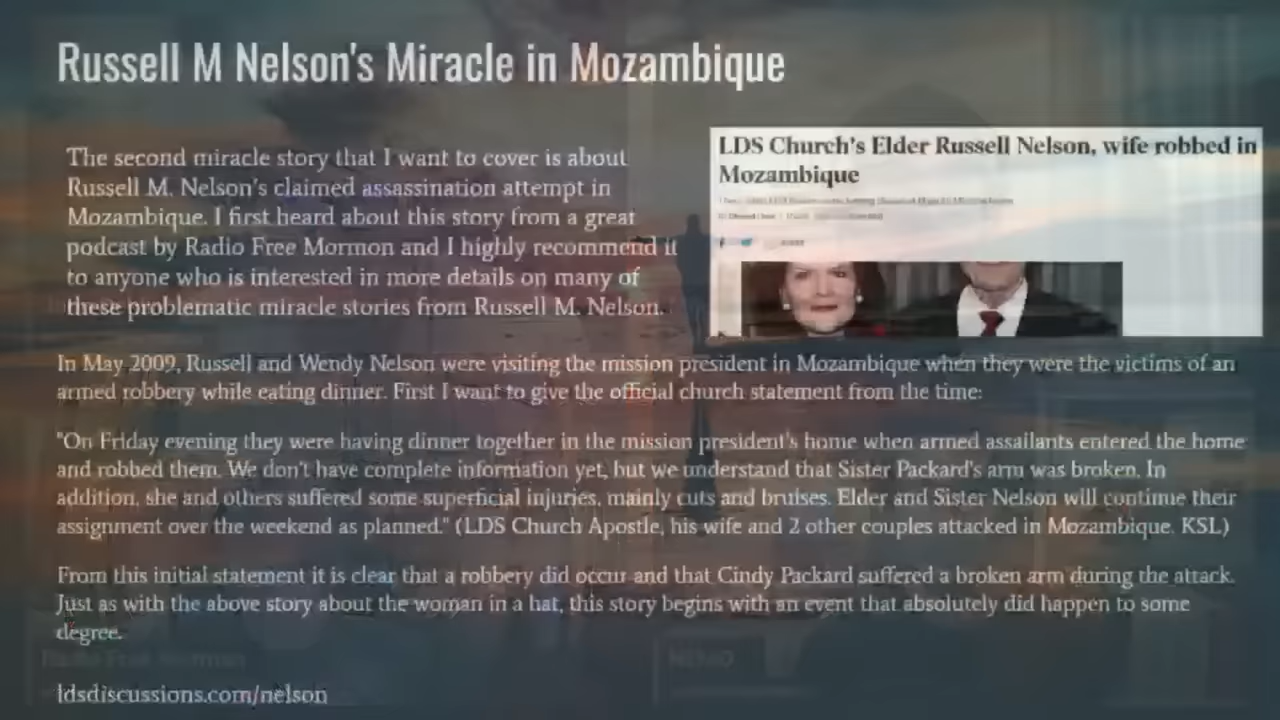 Russell M Nelson's Miracle in Mozambique
The second miracle story that I want to cover is about
Russell M. Nelson's claimed assassination attempt in
Mozambique. I first heard about this story from a great
podcast by Radio Free Mormon and I highly recommend it
to anyone who is interested in more details on many of
these problematic miracle stories from Russell M. Nelson.
LDS Church's Elder Russell Nelson, wife robbed in
Mozambique
In May 2009, Russell and Wendy Nelson were visiting the mission president in Mozambique when they were the victims of an
armed robbery while eating dinner. First I want to give the official church statement from the time:
"On Friday evening they were having dinner together in the mission president's home when armed assailants entered the home
and robbed them. We don't have complete information yet, but we understand that Sister Packard's arm was broken. In
addition, she and others suffered some superficial injuries, mainly cuts and bruises. Elder and Sister Nelson will continue their
assignment over the weekend as planned." (LDS Church Apostle, his wife and 2 other couples attacked in Mozambique. KSL)
From this initial statement it is clear that a robbery did occur and that Cindy Packard suffered a broken arm during the attack.
Just as with the above story about the woman in a hat, this story begins with an event that absolutely did happen to some
degree.
Radio Free Mormon
NEMO
ldsdiscussions.com/nelson